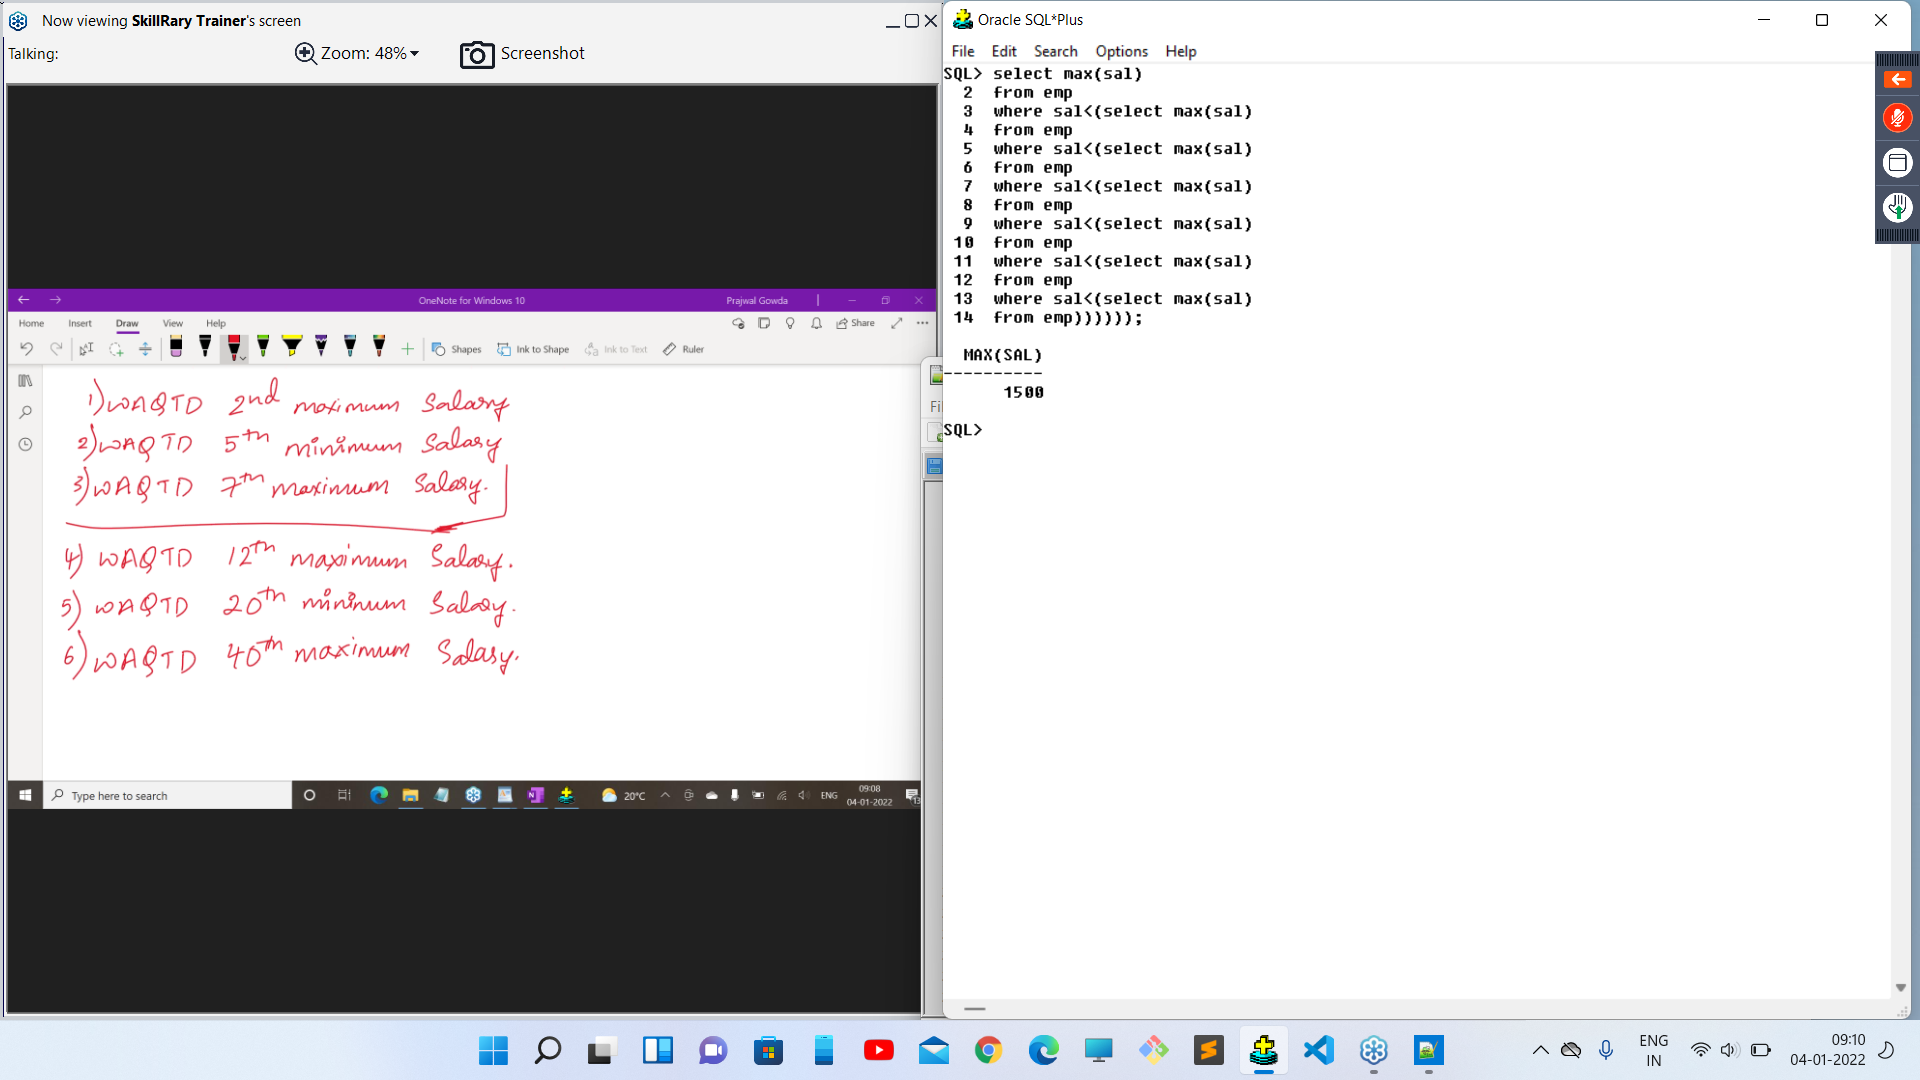 Now viewing SkillRary Trainer's screen
Talking:
Zoom: 48%
Screenshot
OneNote for Windows 10
Prajwal Gowda
Home Insert Draw View Help
Share
Shapes
Ink to Shape
Ink to Text
Ruler
1) WAQTD 2nd maximum Salary
2) WAQTD 5th minimum Salary
3) WAQTD 7th maximum Salary.
4) WAQTD 12th maximum Salary.
5) WAQTD 20th minimum Salary.
6) WAQTD 40th maximum Salary.
Type here to search
20°C
ENG
09:08
04-01-2022
13
Oracle SQL*Plus
File Edit Search Options Help
SQL> select max(sal)
2 from emp
3 where sal<(select max(sal)
4 from emp
5 where sal<(select max(sal)
6 from emp
7 where sal<(select max(sal)
8 from emp
9 where sal<(select max(sal)
10 from emp
11 where sal<(select max(sal)
12 from emp
13 where sal<(select max(sal)
14 from emp))))));
MAX(SAL)
----------
1500
SQL>
Fi
ENG
IN
09:10
04-01-2022